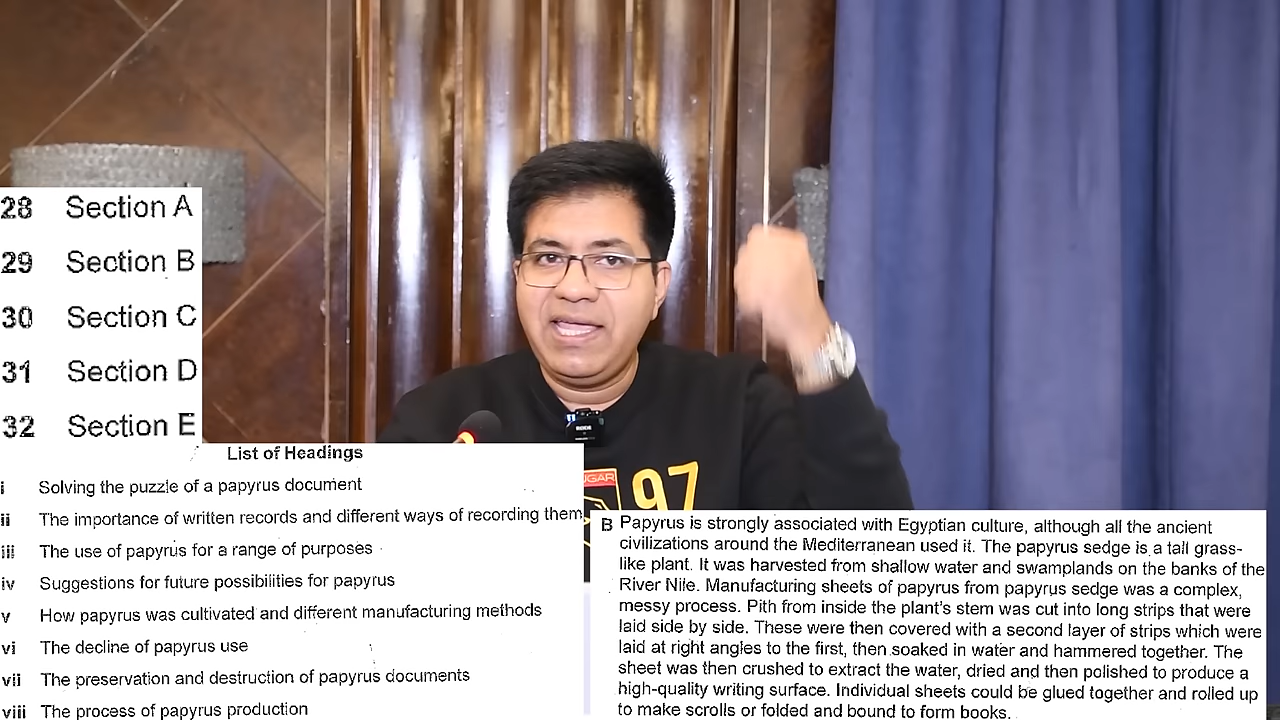 28 Section A
29 Section B
30 Section C
31 Section D
32 Section E
List of Headings
i Solving the puzzle of a papyrus document
ii The importance of written records and different ways of recording them
iii The use of papyrus for a range of purposes
iv Suggestions for future possibilities for papyrus
v How papyrus was cultivated and different manufacturing methods
vi The decline of papyrus use
vii The preservation and destruction of papyrus documents
viii The process of papyrus production
97
B Papyrus is strongly associated with Egyptian culture, although all the ancient
civilizations around the Mediterranean used it. The papyrus sedge is a tall grass-
like plant. It was harvested from shallow water and swamplands on the banks of the
River Nile. Manufacturing sheets of papyrus from papyrus sedge was a complex,
messy process. Pith from inside the plant's stem was cut into long strips that were
laid side by side. These were then covered with a second layer of strips which were
laid at right angles to the first, then soaked in water and hammered together. The
sheet was then crushed to extract the water, dried and then polished to produce a
high-quality writing surface. Individual sheets could be glued together and rolled up
to make scrolls or folded and bound to form books.